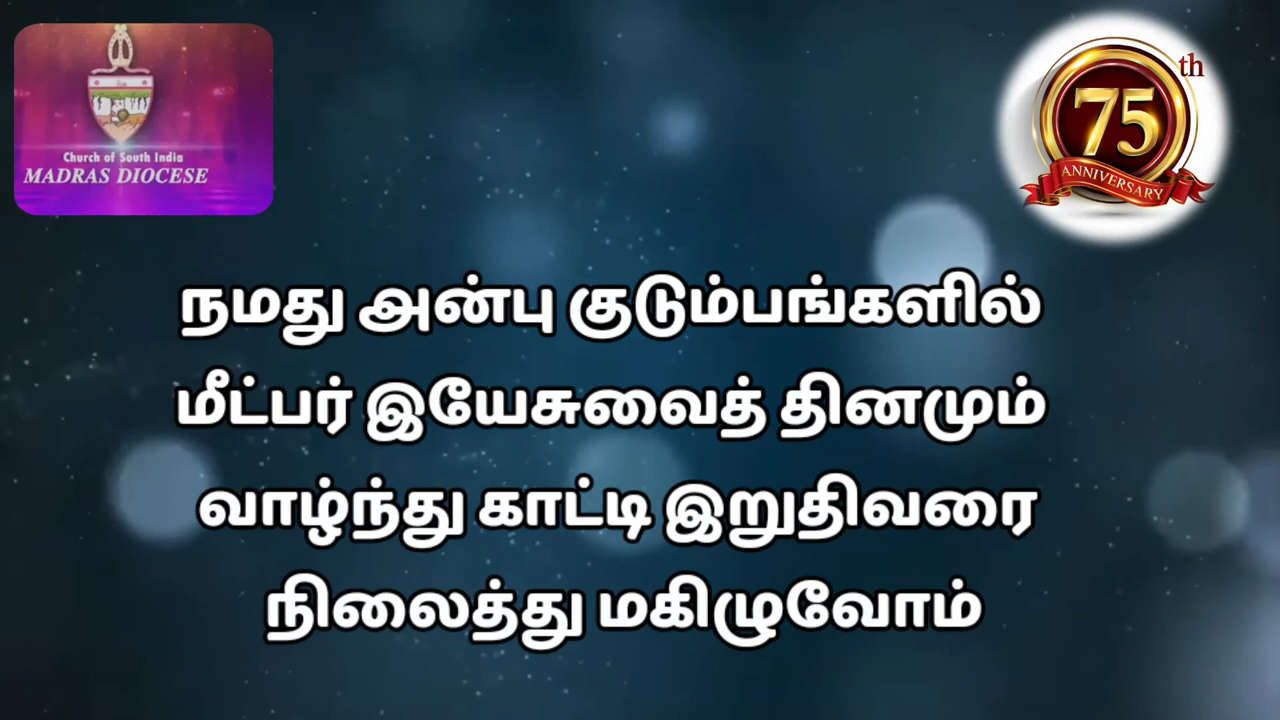 Church of South India
MADRAS DIOCESE
75th
ANNIVERSARY
நமது அன்பு குடும்பங்களில்
மீட்பர் இயேசுவைத் தினமும்
வாழ்ந்து காட்டி இறுதிவரை
நிலைத்து மகிழுவோம்